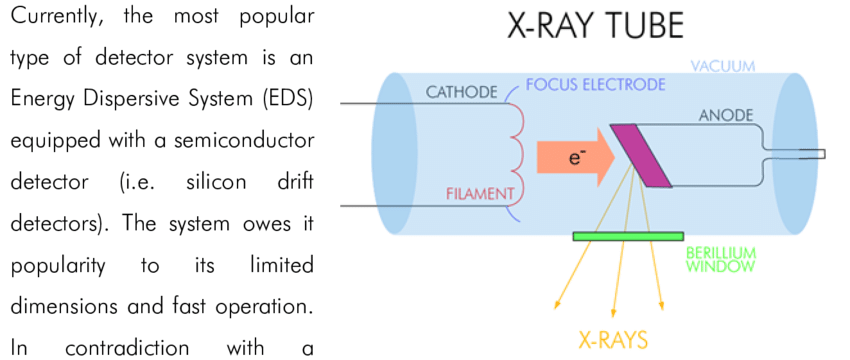 Currently, the most popular
type of detector system is an
Energy Dispersive System (EDS)
equipped with a semiconductor
detector (i.e. silicon drift
detectors). The system owes it
popularity to its limited
dimensions and fast operation.
In contradiction with a
X-RAY TUBE
VACUUM
CATHODE
FOCUS ELECTRODE
ANODE
e-
FILAMENT
BERILLIUM
WINDOW
X-RAYS